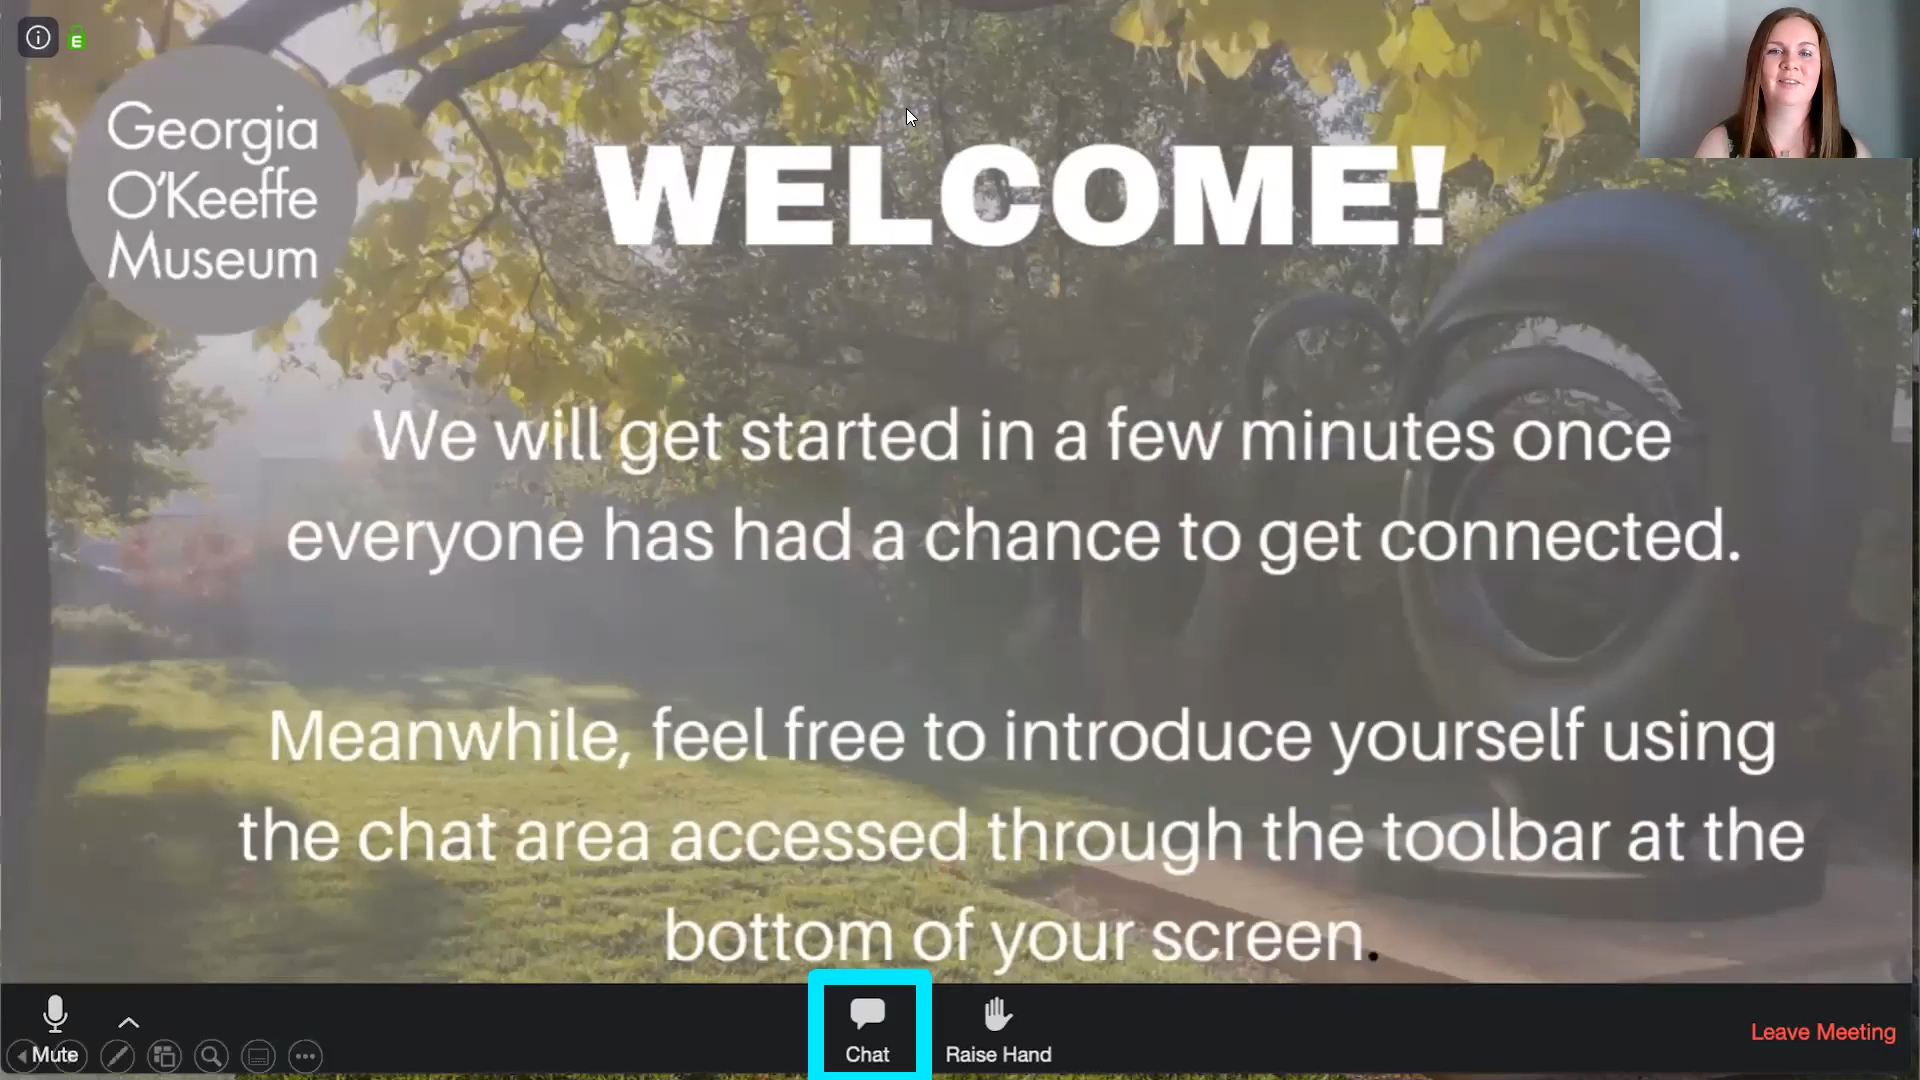 E
Georgia
O'Keeffe
Museum
WELCOME!
We will get started in a few minutes once
everyone has had a chance to get connected.
Meanwhile, feel free to introduce yourself using
the chat area accessed through the toolbar at the
bottom of your screen.
Mute
Chat
Raise Hand
Leave Meeting